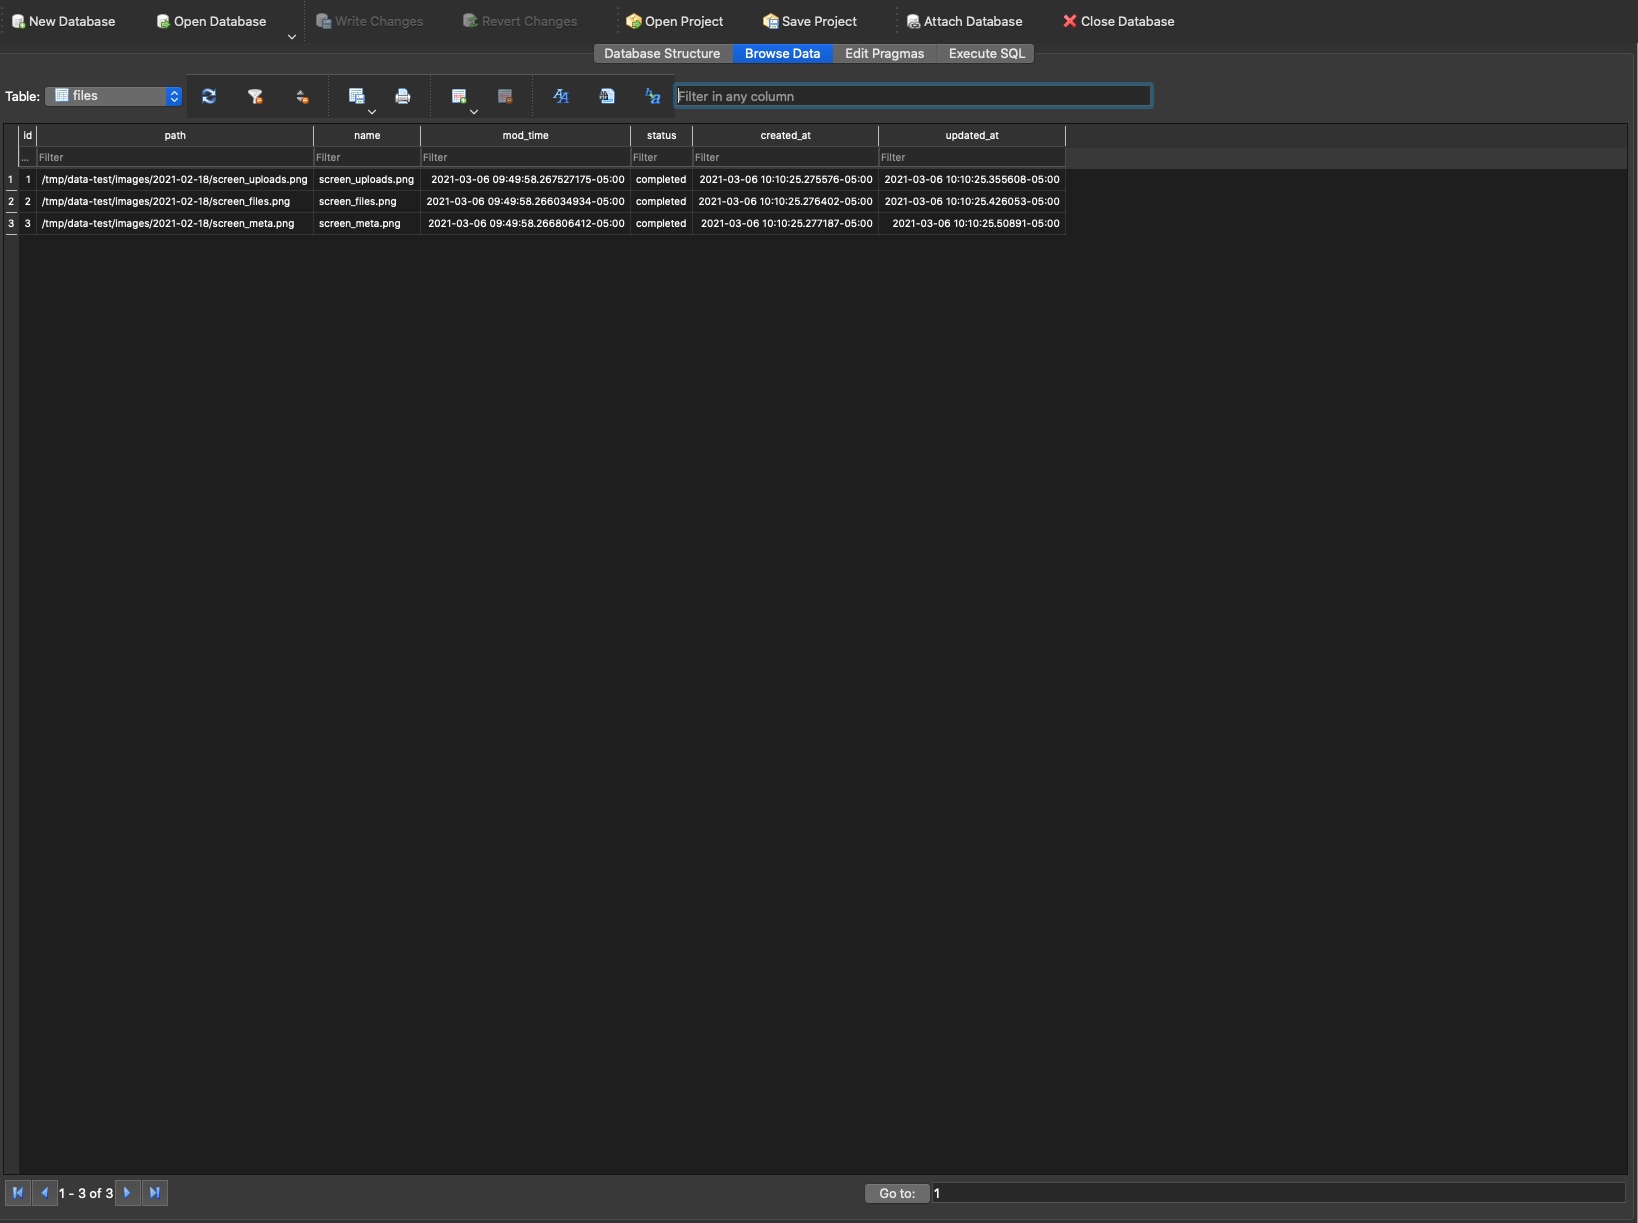 New Database Open Database Write Changes Revert Changes Open Project Save Project Attach Database Close Database
Database Structure Browse Data Edit Pragmas Execute SQL
Table: files Filter in any column
id path name mod_time status created_at updated_at
... Filter Filter Filter Filter Filter Filter
1 1 /tmp/data-test/images/2021-02-18/screen_uploads.png screen_uploads.png 2021-03-06 09:49:58.267527175-05:00 completed 2021-03-06 10:10:25.275576-05:00 2021-03-06 10:10:25.355608-05:00
2 2 /tmp/data-test/images/2021-02-18/screen_files.png screen_files.png 2021-03-06 09:49:58.266034934-05:00 completed 2021-03-06 10:10:25.276402-05:00 2021-03-06 10:10:25.426053-05:00
3 3 /tmp/data-test/images/2021-02-18/screen_meta.png screen_meta.png 2021-03-06 09:49:58.266806412-05:00 completed 2021-03-06 10:10:25.277187-05:00 2021-03-06 10:10:25.50891-05:00
1 - 3 of 3 Go to: 1